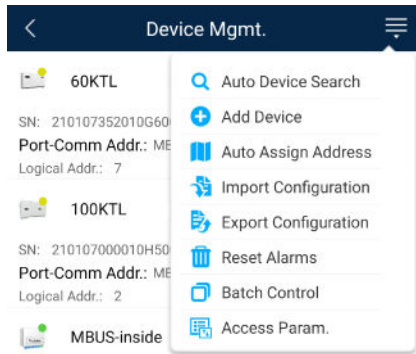 Device Mgmt.
60KTL
SN: 210107352010G60
Port-Comm Addr.: ME
Logical Addr.: 7
100KTL
SN: 210107000010H50
Port-Comm Addr.: ME
Logical Addr.: 2
MBUS-inside
Auto Device Search
Add Device
Auto Assign Address
Import Configuration
Export Configuration
Reset Alarms
Batch Control
Access Param.